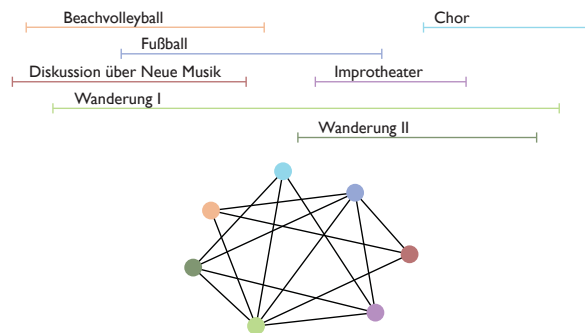 Beachvolleyball
Chor
Fußball
Diskussion über Neue Musik
Improtheater
Wanderung I
Wanderung II